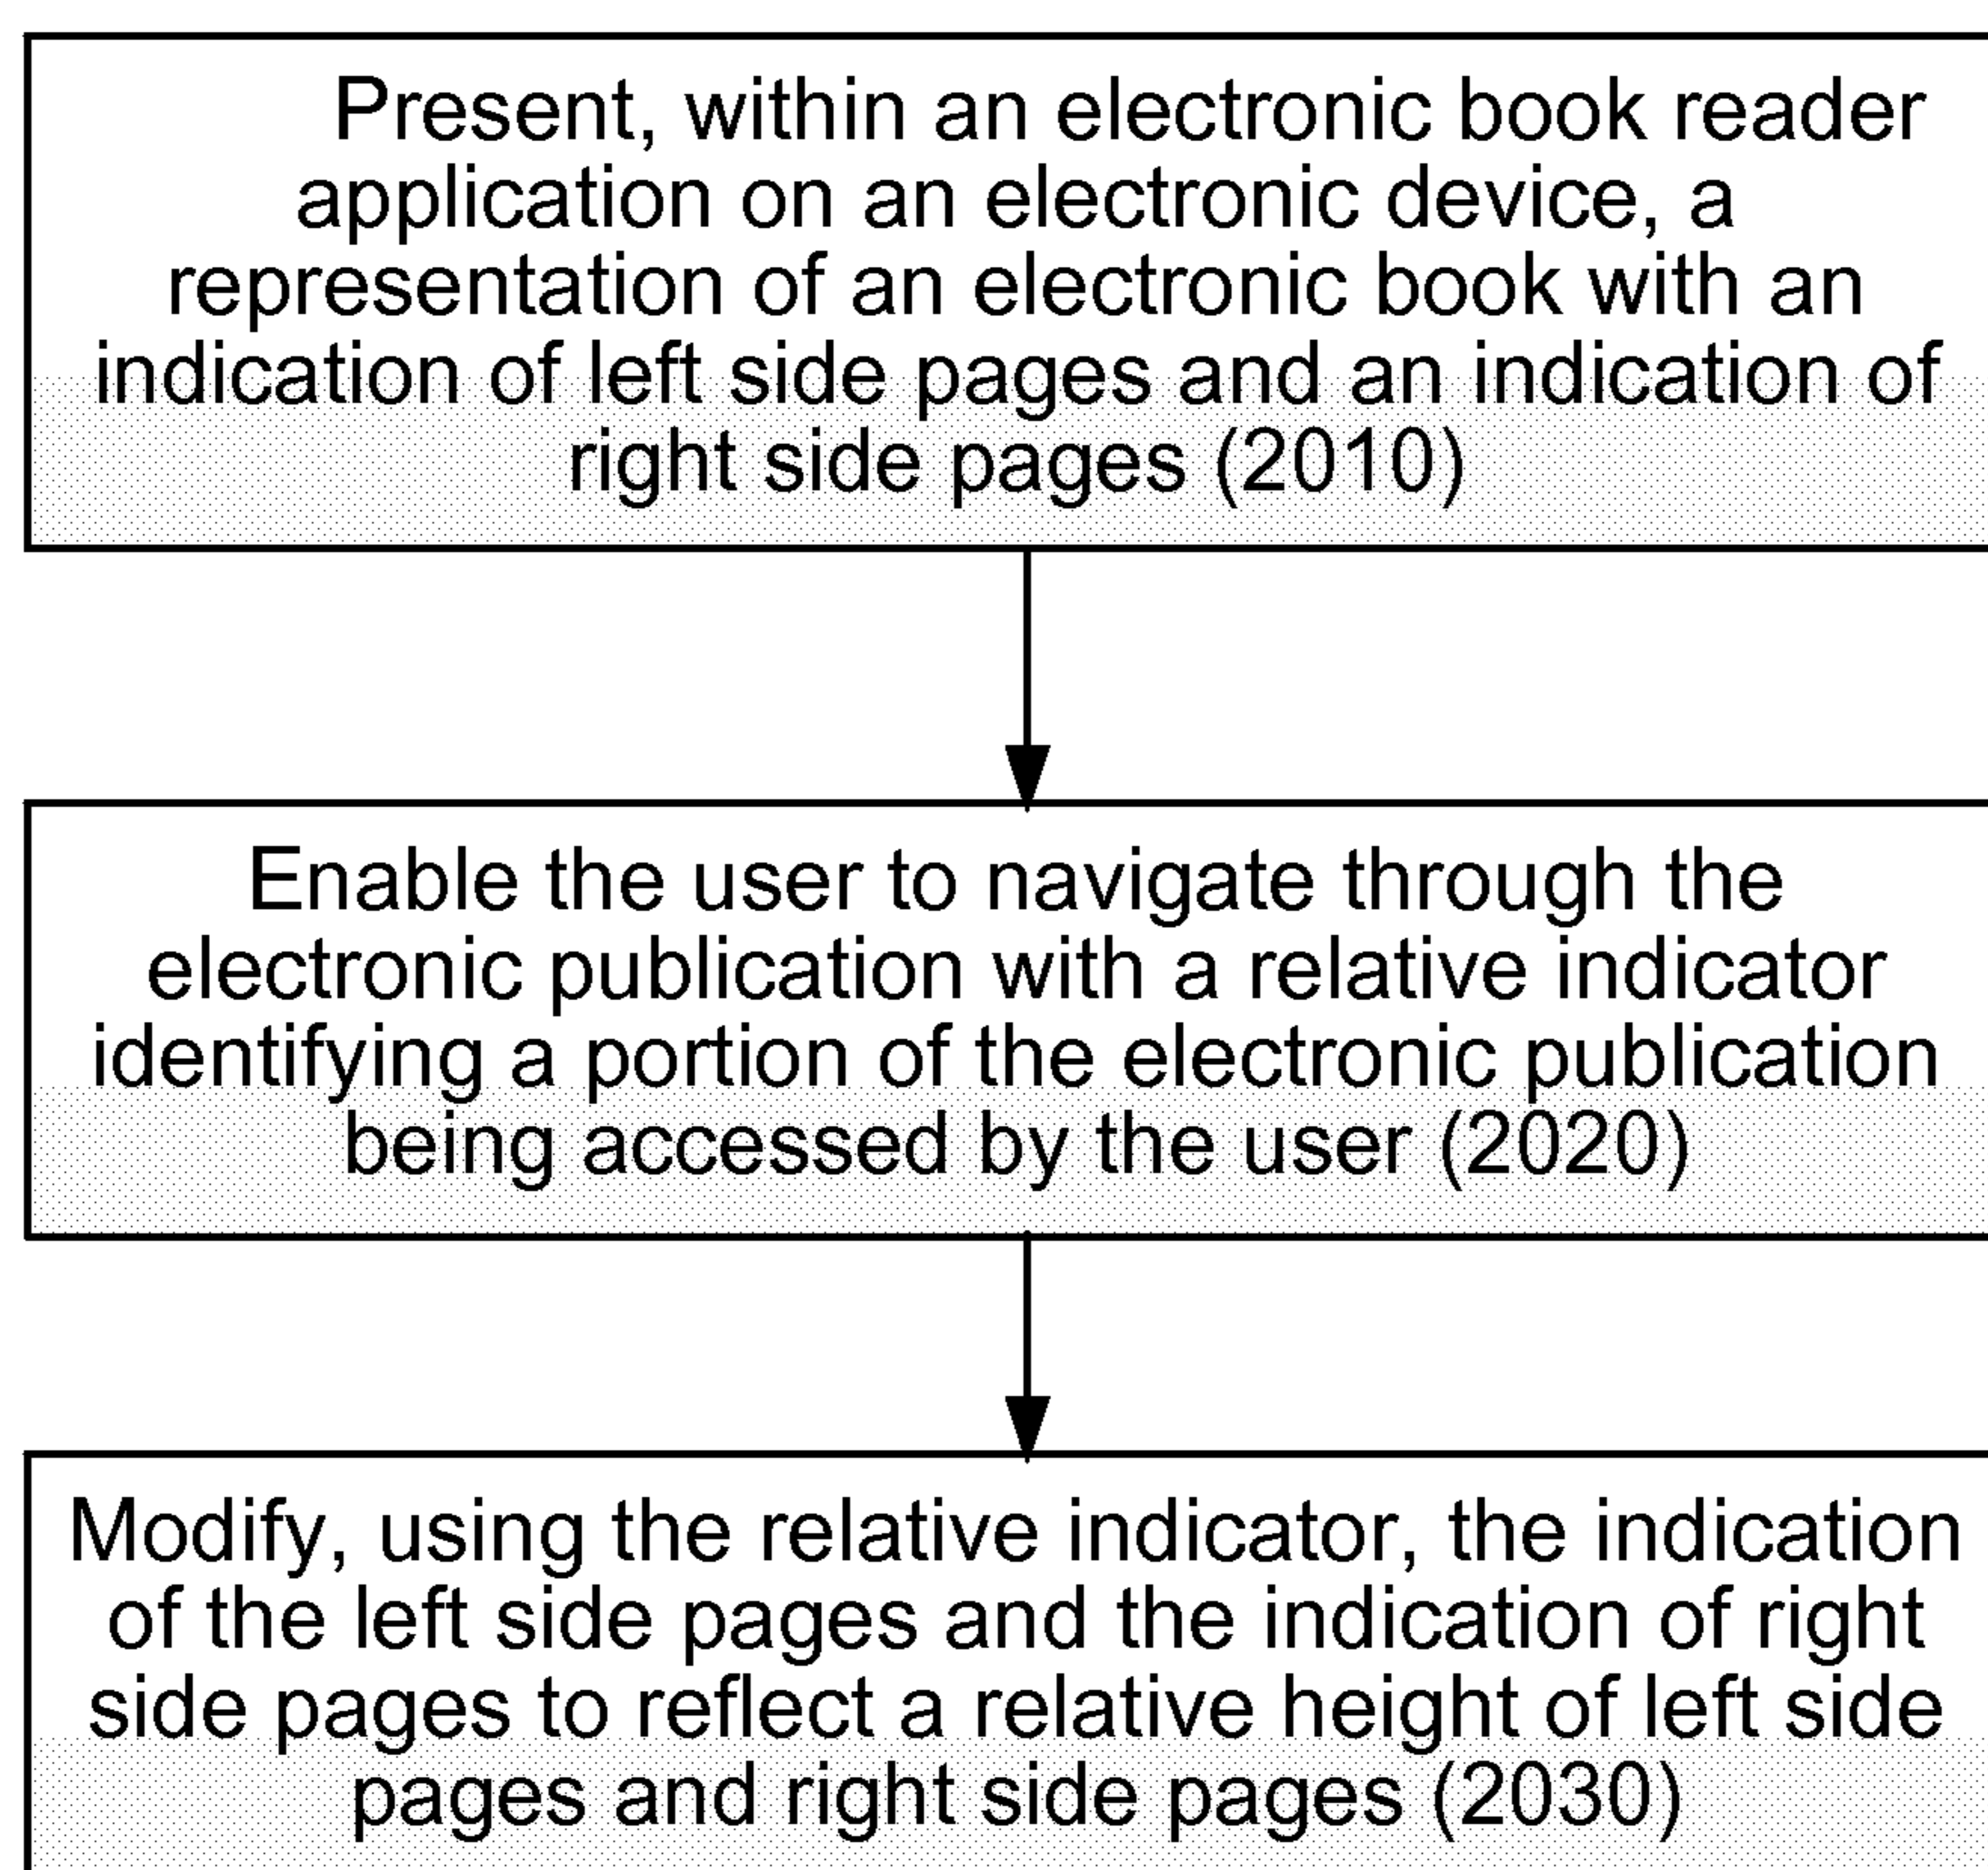 Present, within an electronic book reader
application on an electronic device, a
representation of an electronic book with an
indication of left side pages and an indication of
right side pages (2010)
Enable the user to navigate through the
electronic publication with a relative indicator
identifying a portion of the electronic publication
being accessed by the user (2020)
Modify, using the relative indicator, the indication
of the left side pages and the indication of right
side pages to reflect a relative height of left side
pages and right side pages (2030)